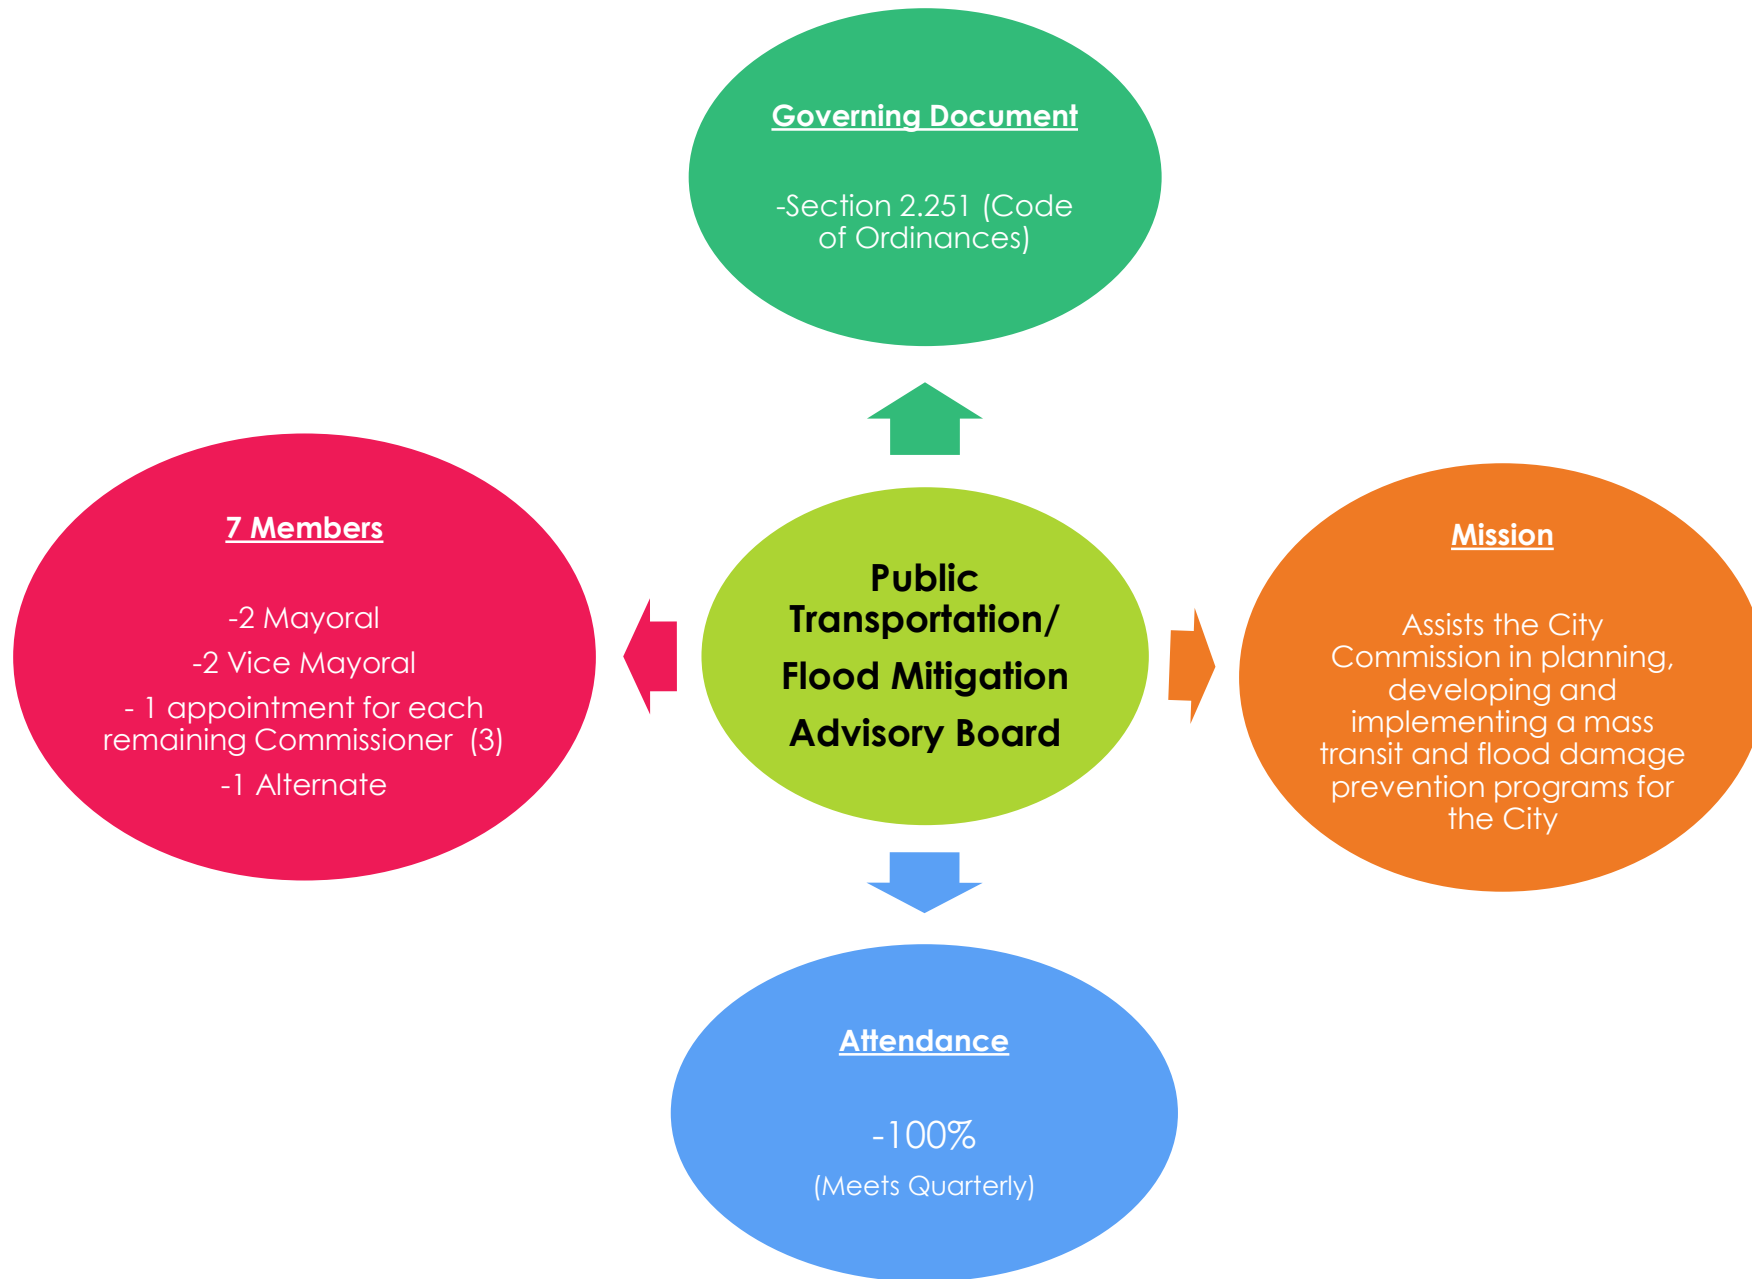 Governing Document
-Section 2.251 (Code
of Ordinances)
7 Members
-2 Mayoral
-2 Vice Mayoral
- 1 appointment for each
remaining Commissioner (3)
-1 Alternate
Public
Transportation/
Flood Mitigation
Advisory Board
Mission
Assists the City
Commission in planning,
developing and
implementing a mass
transit and flood damage
prevention programs for
the City
Attendance
-100%
(Meets Quarterly)